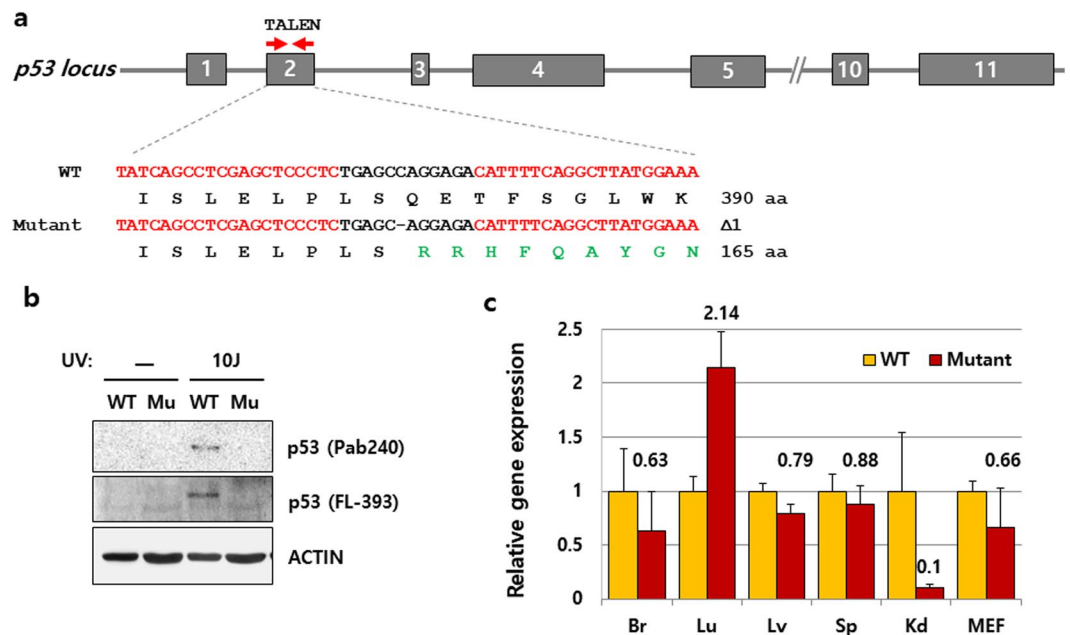 a
TALEN
p53 locus 1 2 3 4 5 // 10 11
WT TATCAGCCTCGAGCTCCCTCTGAGCCAGGAGACATTTTCAGGCTTATGGAAA
I S L E L P L S Q E T F S G L W K 390 aa
Mutant TATCAGCCTCGAGCTCCCTCTGAGC-AGGAGACATTTTCAGGCTTATGGAAA Δ1
I S L E L P L S R R H F Q A Y G N 165 aa
b
UV: — 10J
WT Mu WT Mu
p53 (Pab240)
p53 (FL-393)
ACTIN
c
Relative gene expression
2.5
2
1.5
1
0.5
0
WT Mutant
0.63 2.14 0.79 0.88 0.1 0.66
Br Lu Lv Sp Kd MEF